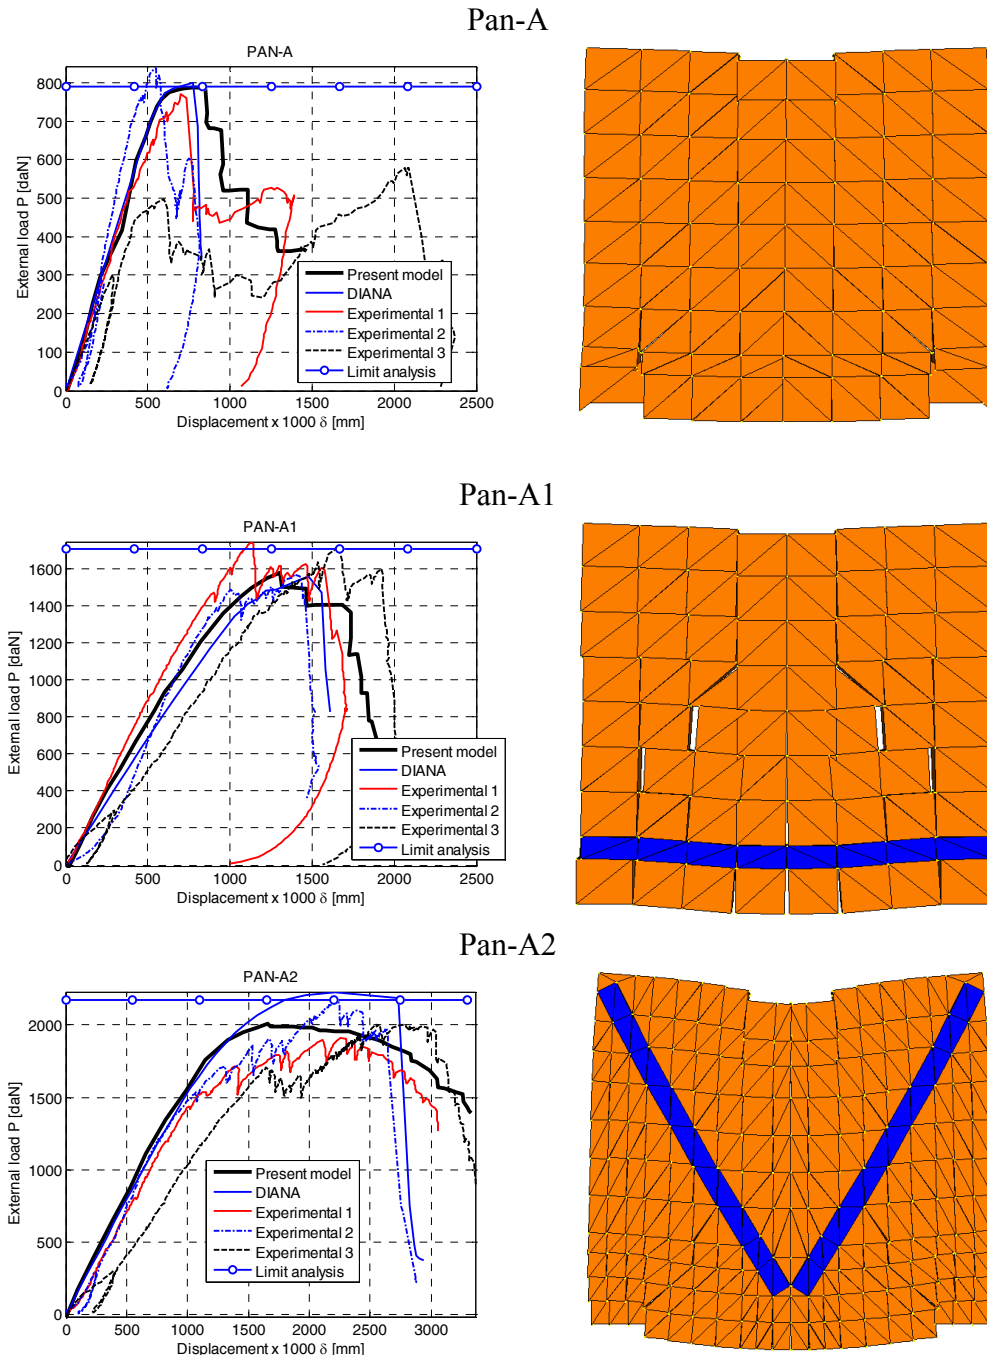 Pan-A
PAN-A
External load P [daN]
800
700
600
500
400
300
200
100
0
Present model
DIANA
Experimental 1
Experimental 2
Experimental 3
Limit analysis
0 500 1000 1500 2000 2500
Displacement x 1000 δ [mm]
Pan-A1
PAN-A1
External load P [daN]
1600
1400
1200
1000
800
600
400
200
0
Present model
DIANA
Experimental 1
Experimental 2
Experimental 3
Limit analysis
0 500 1000 1500 2000 2500
Displacement x 1000 δ [mm]
Pan-A2
PAN-A2
External load P [daN]
2000
1500
1000
500
0
Present model
DIANA
Experimental 1
Experimental 2
Experimental 3
Limit analysis
0 500 1000 1500 2000 2500 3000
Displacement x 1000 δ [mm]